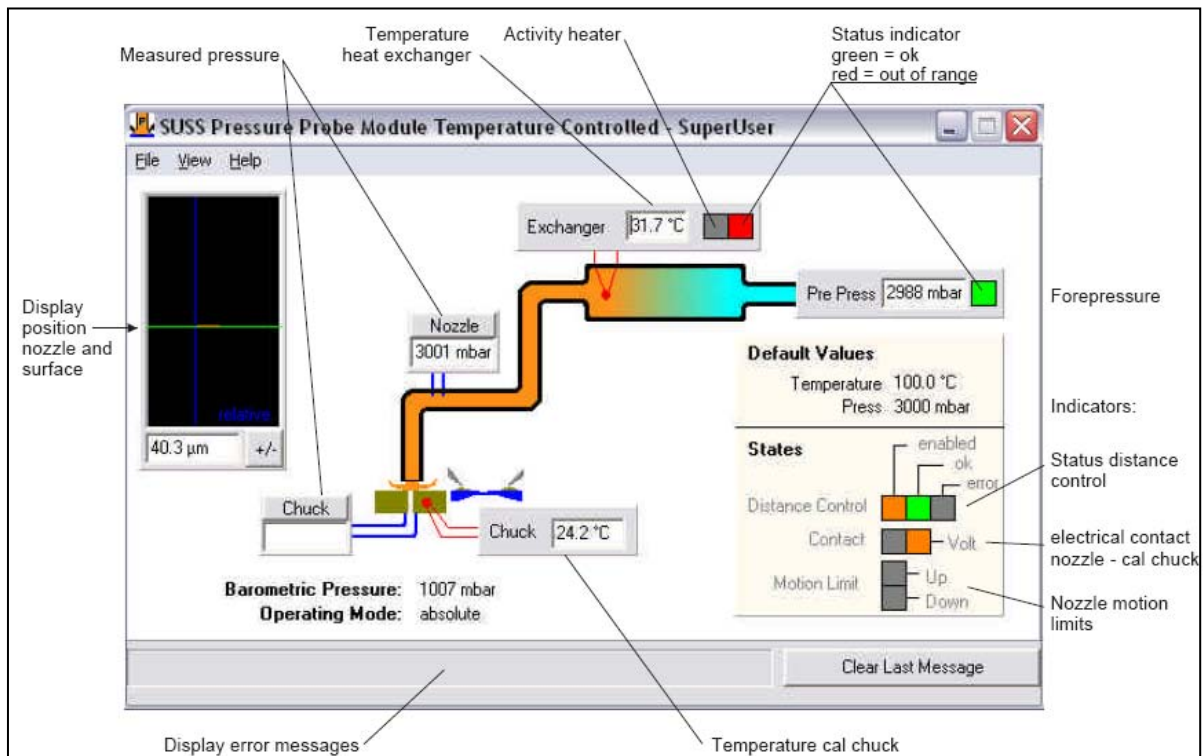 Measured pressure
Temperature
heat exchanger
Activity heater
Status indicator
green = ok
red = out of range
SUSS Pressure Probe Module Temperature Controlled - SuperUser
File View Help
Exchanger 31.7 °C
Pre Press 2988 mbar
Forepressure
Display
position
nozzle and
surface
Nozzle
3001 mbar
relative
40.3 µm +/-
Default Values
Temperature 100.0 °C
Press 3000 mbar
Indicators:
States
enabled
ok
error
Distance Control
Status distance
control
Contact
Volt
electrical contact
nozzle - cal chuck
Motion Limit
Up
Down
Nozzle motion
limits
Chuck
Chuck 24.2 °C
Barometric Pressure: 1007 mbar
Operating Mode: absolute
Clear Last Message
Display error messages
Temperature cal chuck